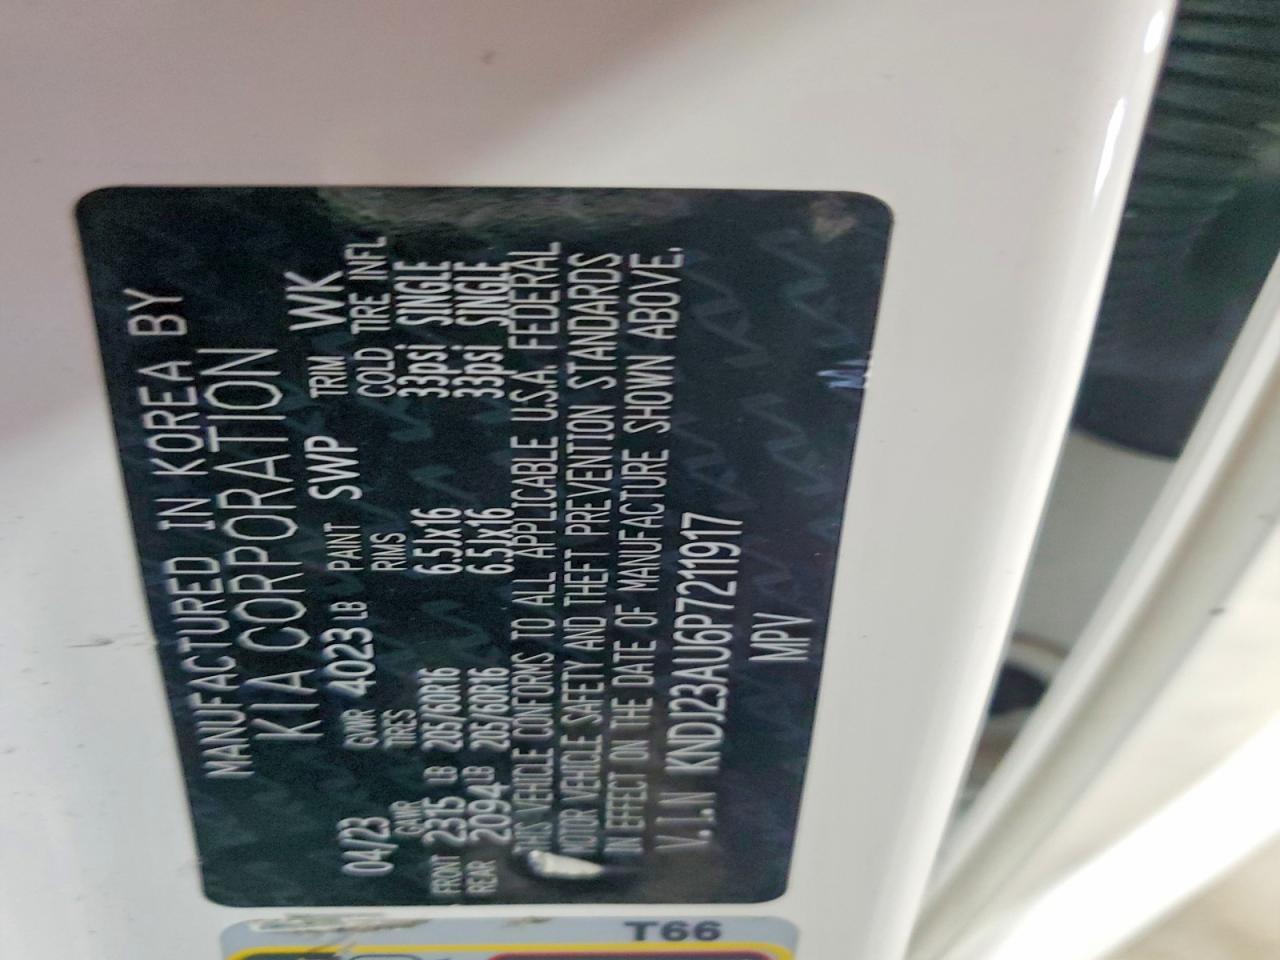 MANUFACTURED IN KOREA BY
KIA CORPORATION
04/23 GVWR 4023 LB PAINT SWP TRIM WK
GAWR TIRES RIMS COLD TIRE INFL
FRONT 2315 LB 205/60R16 6.5Jx16 33psi SINGLE
REAR 2094 LB 205/60R16 6.5Jx16 33psi SINGLE
THIS VEHICLE CONFORMS TO ALL APPLICABLE U.S.A. FEDERAL
MOTOR VEHICLE SAFETY AND THEFT PREVENTION STANDARDS
IN EFFECT ON THE DATE OF MANUFACTURE SHOWN ABOVE.
V.I.N KNDJ23AU6P7211917
MPV
T66